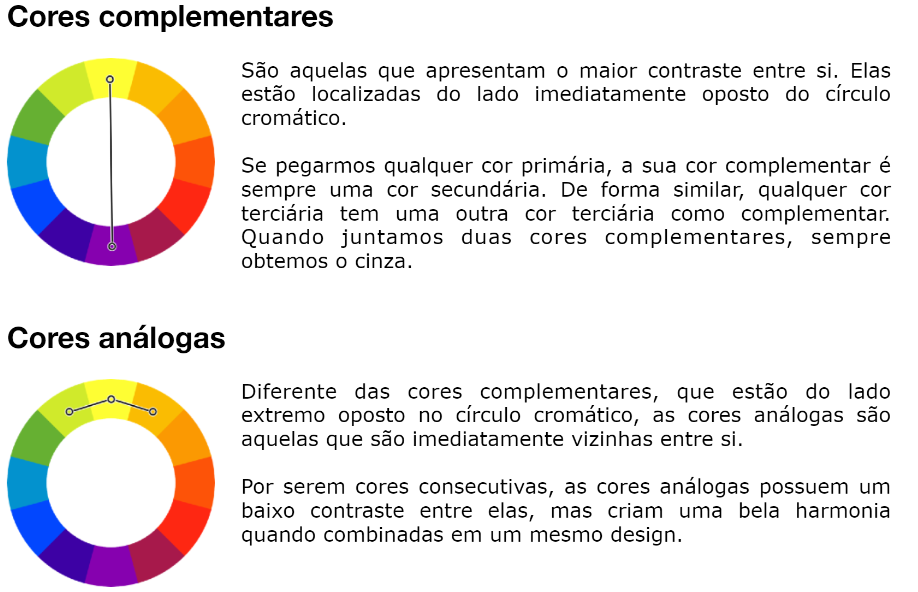 Cores complementares
São aquelas que apresentam o maior contraste entre si. Elas
estão localizadas do lado imediatamente oposto do círculo
cromático.
Se pegarmos qualquer cor primária, a sua cor complementar é
sempre uma cor secundária. De forma similar, qualquer cor
terciária tem uma outra cor terciária como complementar.
Quando juntamos duas cores complementares, sempre
obtemos o cinza.
Cores análogas
Diferente das cores complementares, que estão do lado
extremo oposto no círculo cromático, as cores análogas são
aquelas que são imediatamente vizinhas entre si.
Por serem cores consecutivas, as cores análogas possuem um
baixo contraste entre elas, mas criam uma bela harmonia
quando combinadas em um mesmo design.